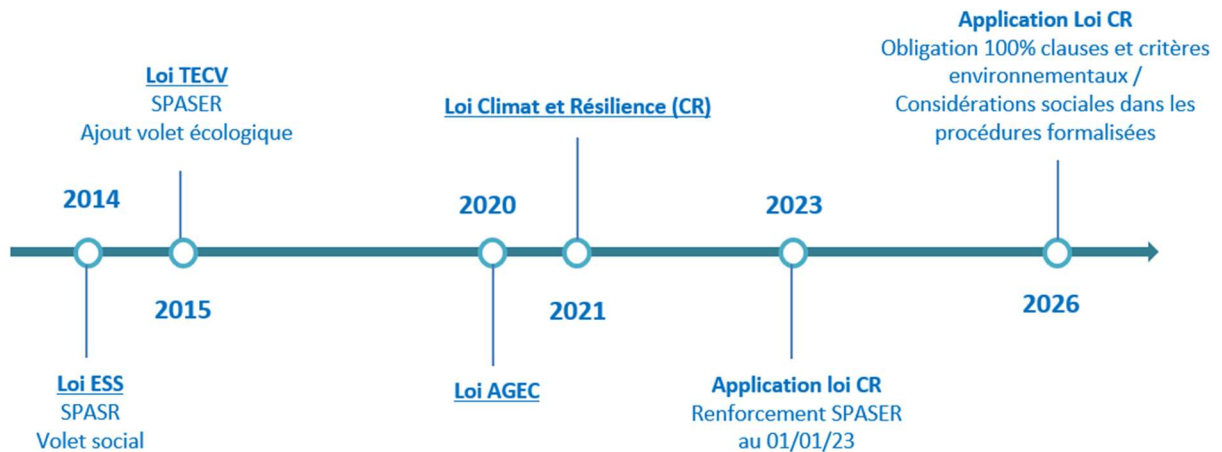 Application Loi CR
Obligation 100% clauses et critères
environnementaux /
Considérations sociales dans les
procédures formalisées
Loi TECV
SPASER
Ajout volet écologique
Loi Climat et Résilience (CR)
2014
2020
2023
2015
2021
2026
Loi ESS
SPASR
Volet social
Loi AGEC
Application loi CR
Renforcement SPASER
au 01/01/23